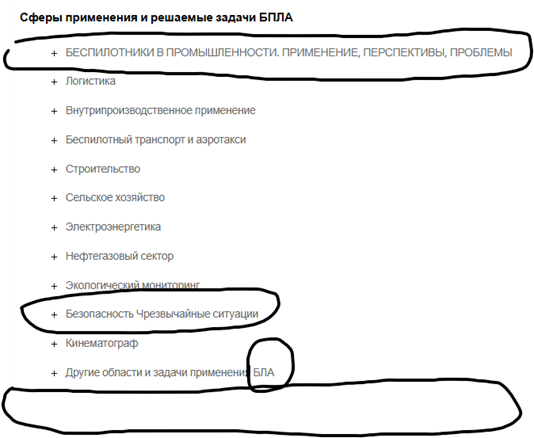 Сферы применения и решаемые задачи БПЛА
+ БЕСПИЛОТНИКИ В ПРОМЫШЛЕННОСТИ. ПРИМЕНЕНИЕ, ПЕРСПЕКТИВЫ, ПРОБЛЕМЫ
+ Логистика
+ Внутрипроизводственное применение
+ Беспилотный транспорт и аэротакси
+ Строительство
+ Сельское хозяйство
+ Электроэнергетика
+ Нефтегазовый сектор
+ Экологический мониторинг
+ Безопасность Чрезвычайные ситуации
+ Кинематограф
+ Другие области и задачи применения БЛА